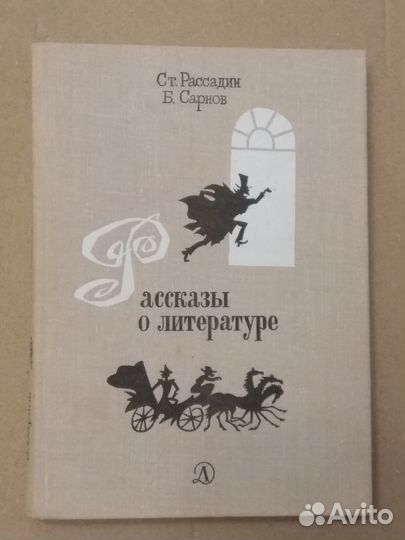 Ст. Рассадин
Б. Сарнов
Рассказы
о литературе
Д
Avito